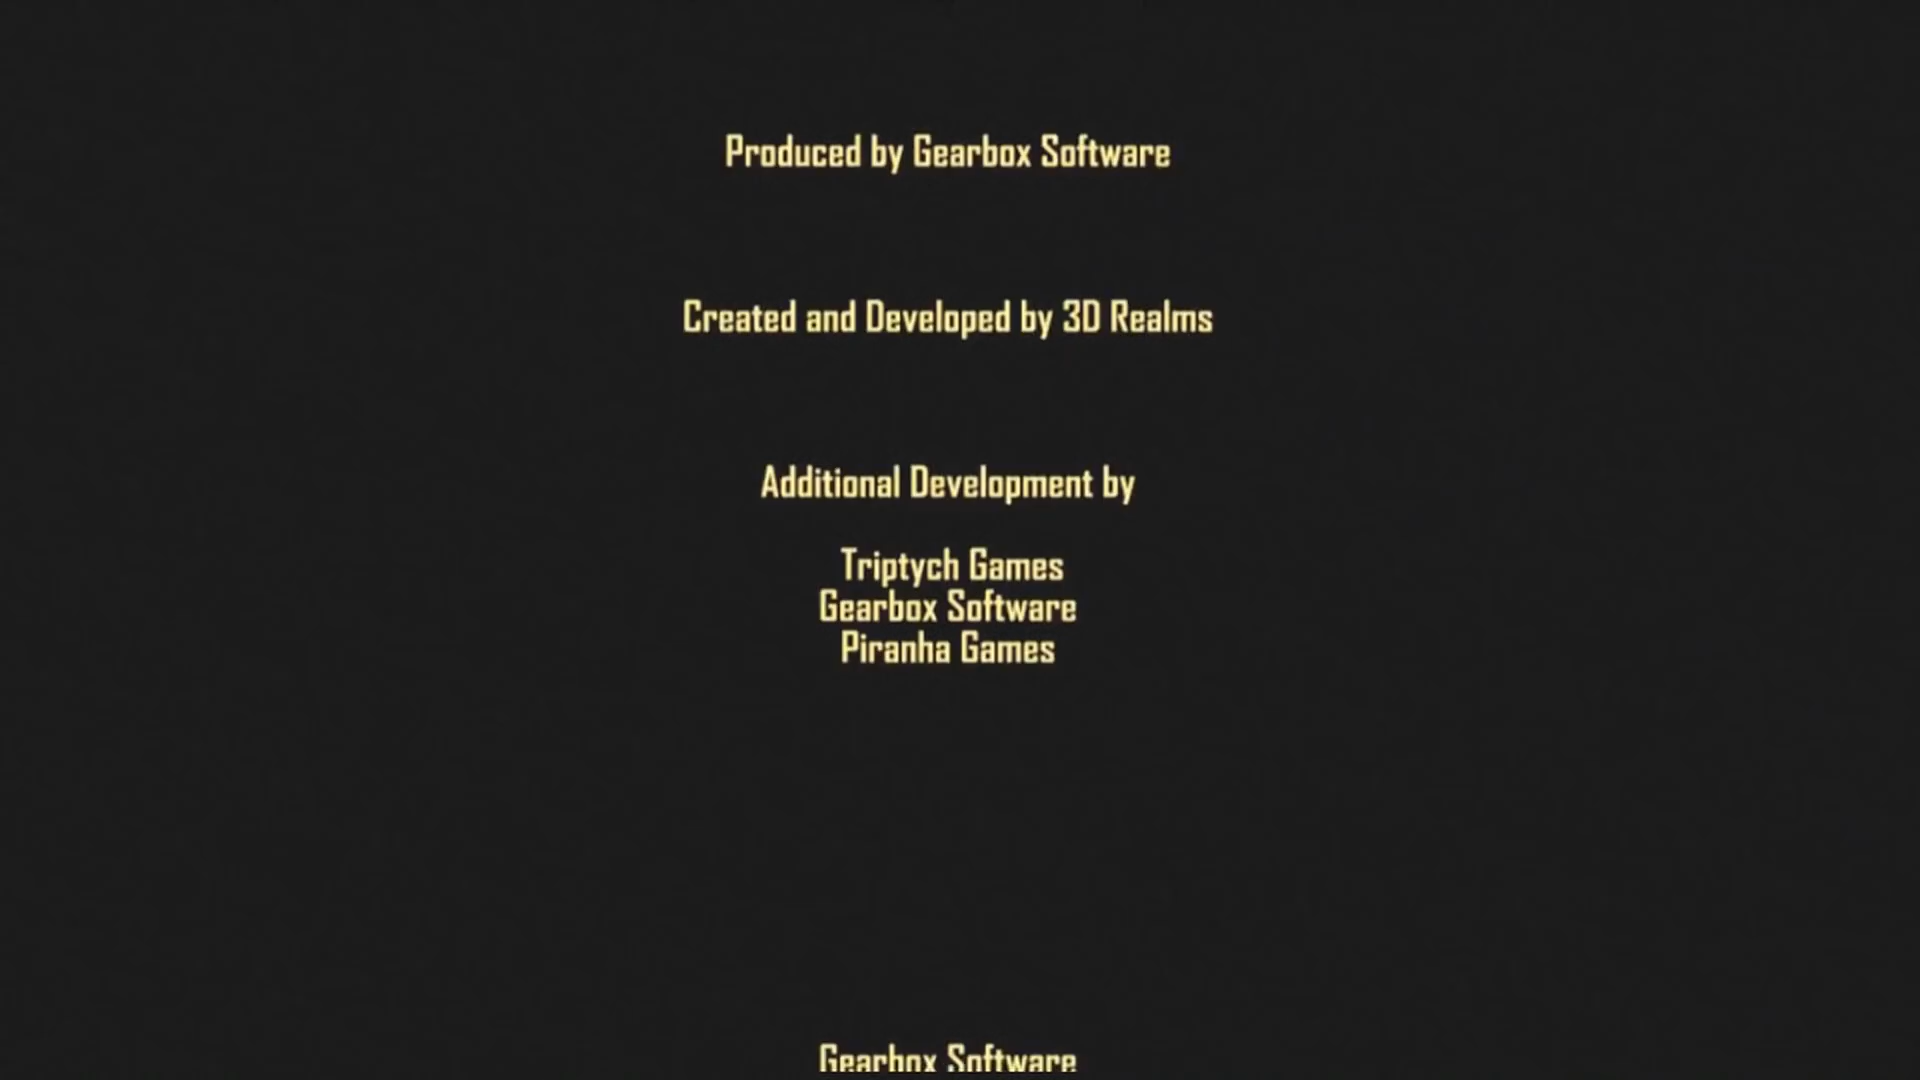 Produced by Gearbox Software
Created and Developed by 3D Realms
Additional Development by
Triptych Games
Gearbox Software
Piranha Games
Gearbox Software